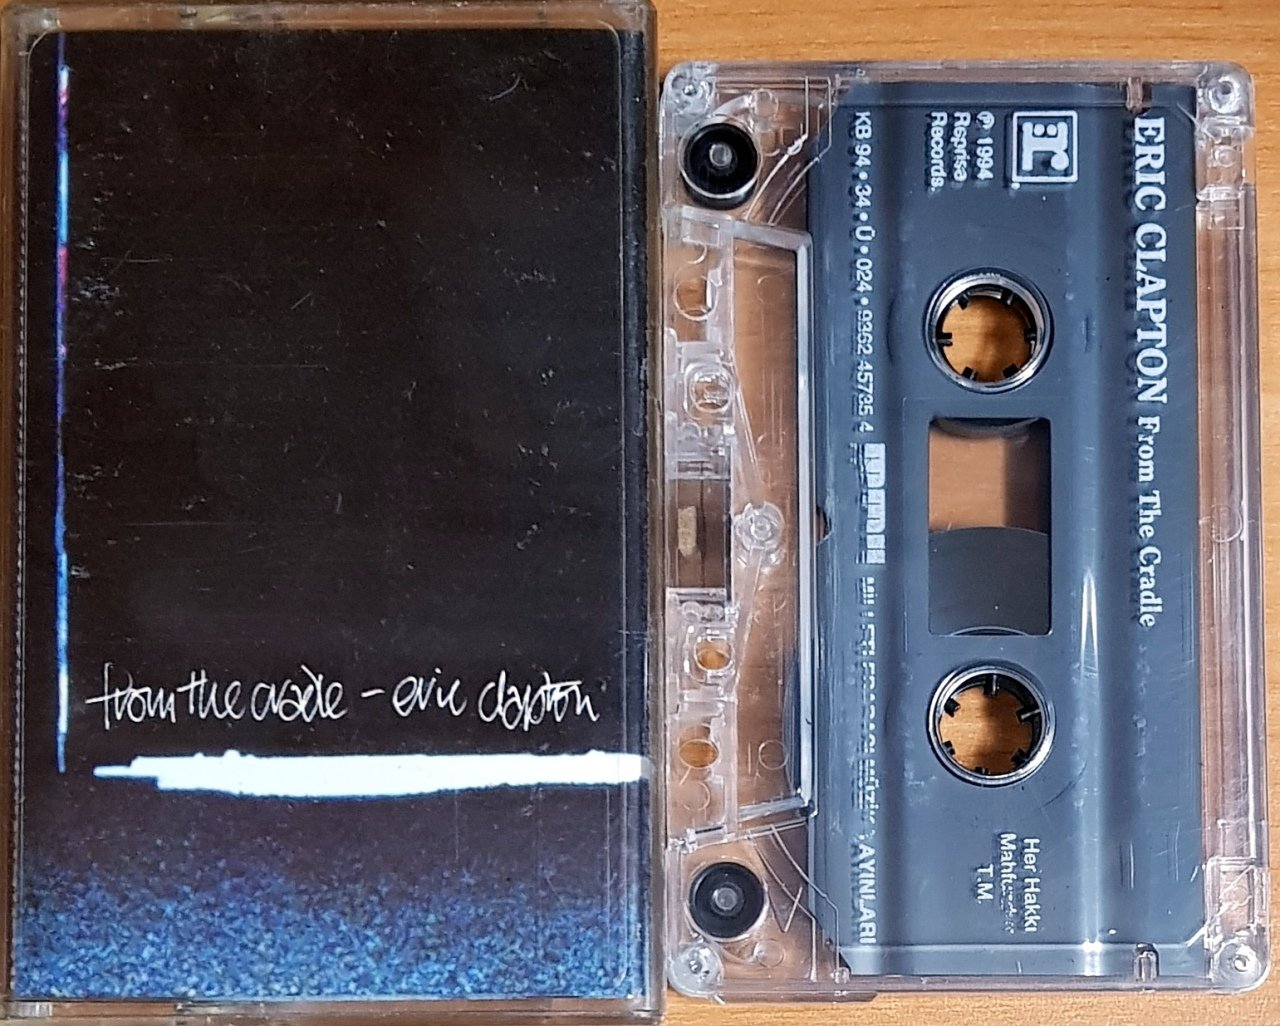 from the cradle - eric clapton
ERIC CLAPTON From The Cradle
r
℗ 1994
Reprise
Records.
Her Hakkı
T.M.
KB 94 • 34 • Ü • 024 • 9362 45735 4 MÜZİK YAYINLARI